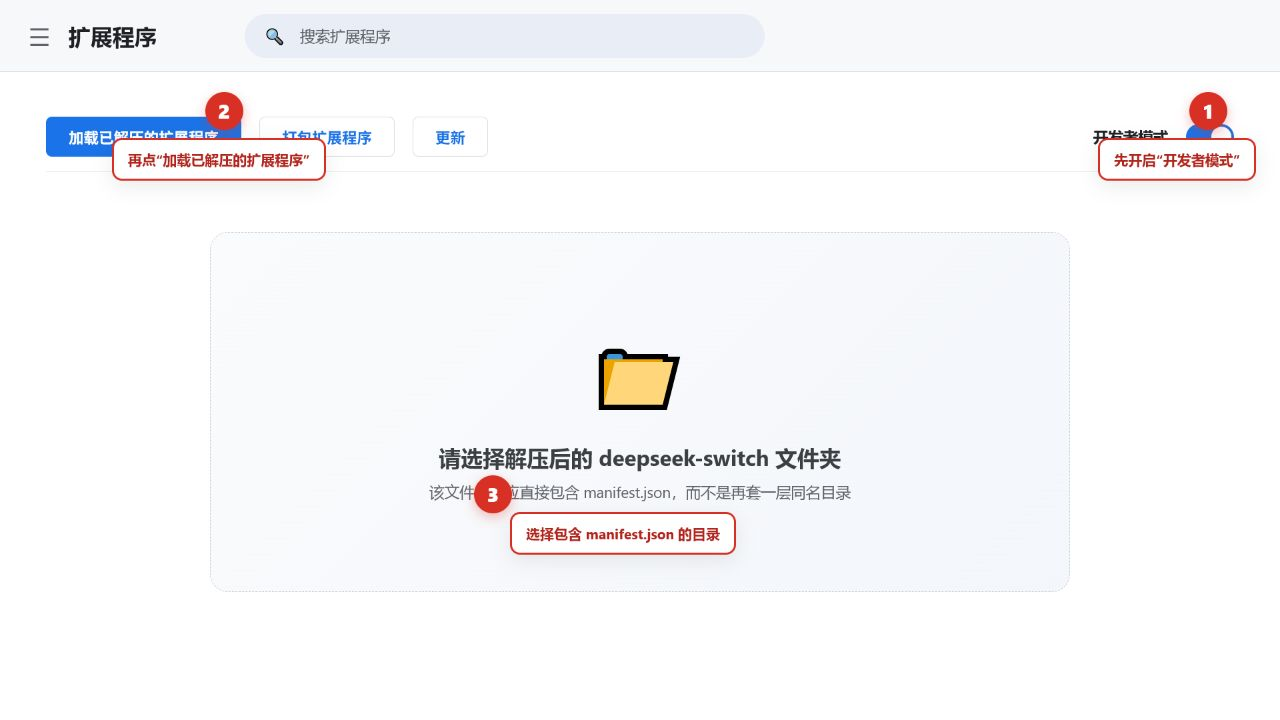 扩展程序
搜索扩展程序
2
1
加载已解压的扩展程序
打包扩展程序
更新
开发者模式
再点“加载已解压的扩展程序”
先开启“开发者模式”
请选择解压后的 deepseek-switch 文件夹
该文件 应直接包含 manifest.json，而不是再套一层同名目录
3
选择包含 manifest.json 的目录